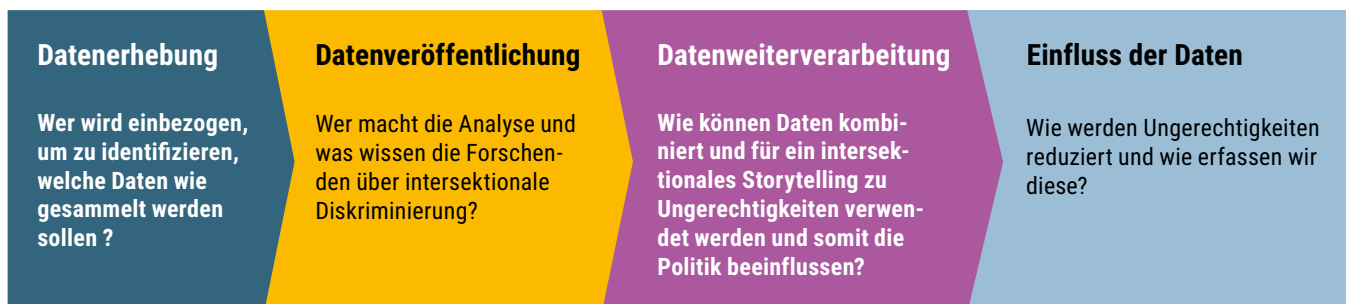 Datenerhebung
Wer wird einbezogen,
um zu identifizieren,
welche Daten wie
gesammelt werden
sollen ?
Datenveröffentlichung
Wer macht die Analyse und
was wissen die Forschen-
den über intersektionale
Diskriminierung?
Datenweiterverarbeitung
Wie können Daten kombi-
niert und für ein intersek-
tionales Storytelling zu
Ungerechtigkeiten verwen-
det werden und somit die
Politik beeinflussen?
Einfluss der Daten
Wie werden Ungerechtigkeiten
reduziert und wie erfassen wir
diese?